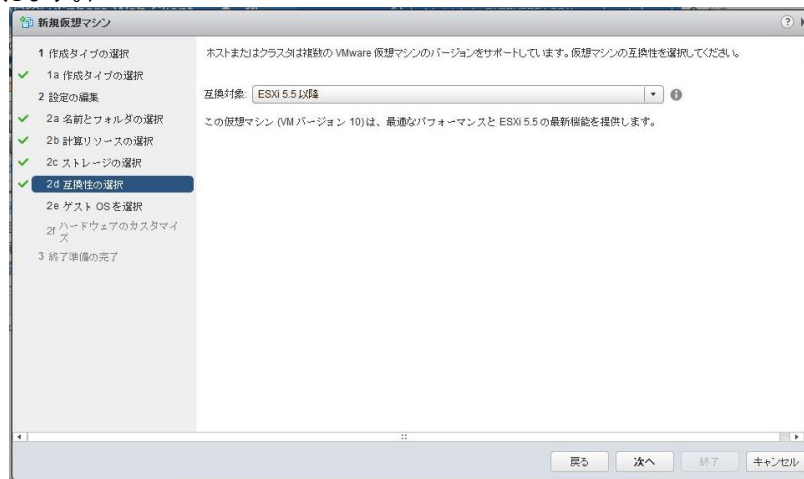 新規仮想マシン
1 作成タイプの選択
1a 作成タイプの選択
2 設定の編集
2a 名前とフォルダの選択
2b 計算リソースの選択
2c ストレージの選択
2d 互換性の選択
2e ゲスト OS を選択
2f ハードウェアのカスタマイズ
3 終了準備の完了
ホストまたはクラスタは複数の VMware 仮想マシンのバージョンをサポートしています。仮想マシンの互換性を選択してください。
互換対象: ESXi 5.5 以降
この仮想マシン (VM バージョン 10) は、最適なパフォーマンスと ESXi 5.5 の最新機能を提供します。
戻る 次へ 終了 キャンセル